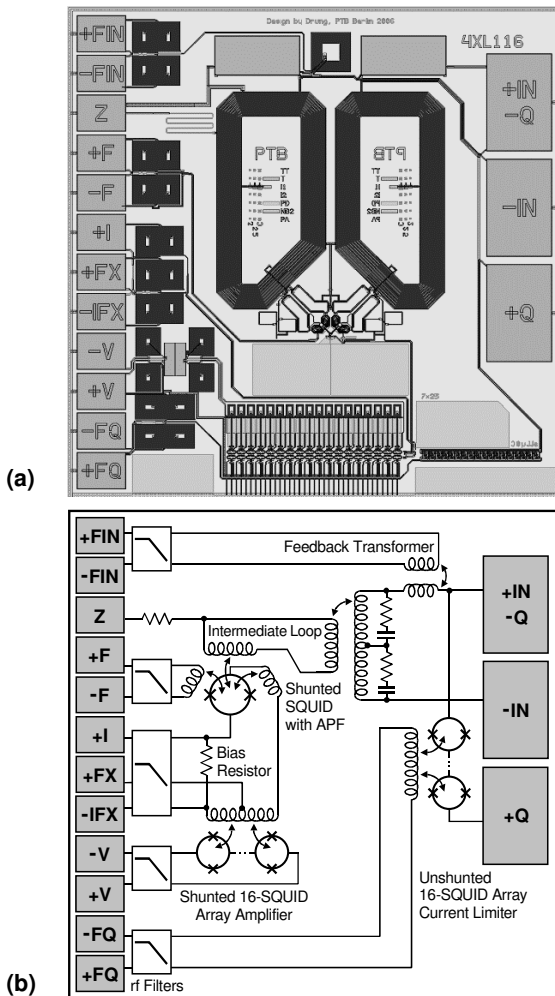 Design by Drung, PTB Berlin 2006
4XL116
+FIN
-FIN
Z
+F
-F
+I
+FX
-IFX
-V
+V
-FQ
+FQ
+IN
-Q
-IN
+Q
PTB
PTB
7×25
(a)
+FIN
-FIN
Z
+F
-F
+I
+FX
-IFX
-V
+V
-FQ
+FQ
Feedback Transformer
Intermediate Loop
Shunted
SQUID
with APF
Bias
Resistor
Shunted 16-SQUID
Array Amplifier
rf Filters
+IN
-Q
-IN
+Q
Unshunted
16-SQUID Array
Current Limiter
(b)